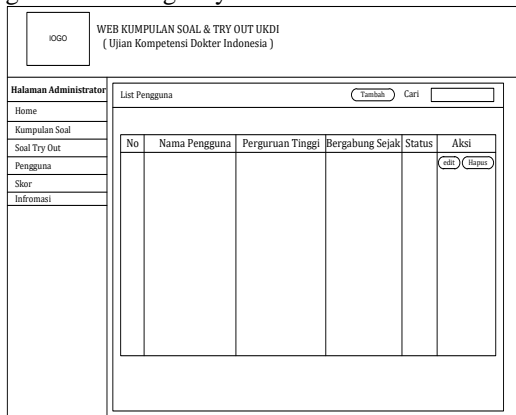 IOGO
WEB KUMPULAN SOAL & TRY OUT UKDI
( Ujian Kompetensi Dokter Indonesia )
Halaman Administrator
Home
Kumpulan Soal
Soal Try Out
Pengguna
Skor
Infromasi
List Pengguna
Tambah
Cari
No Nama Pengguna Perguruan Tinggi Bergabung Sejak Status Aksi
edit Hapus